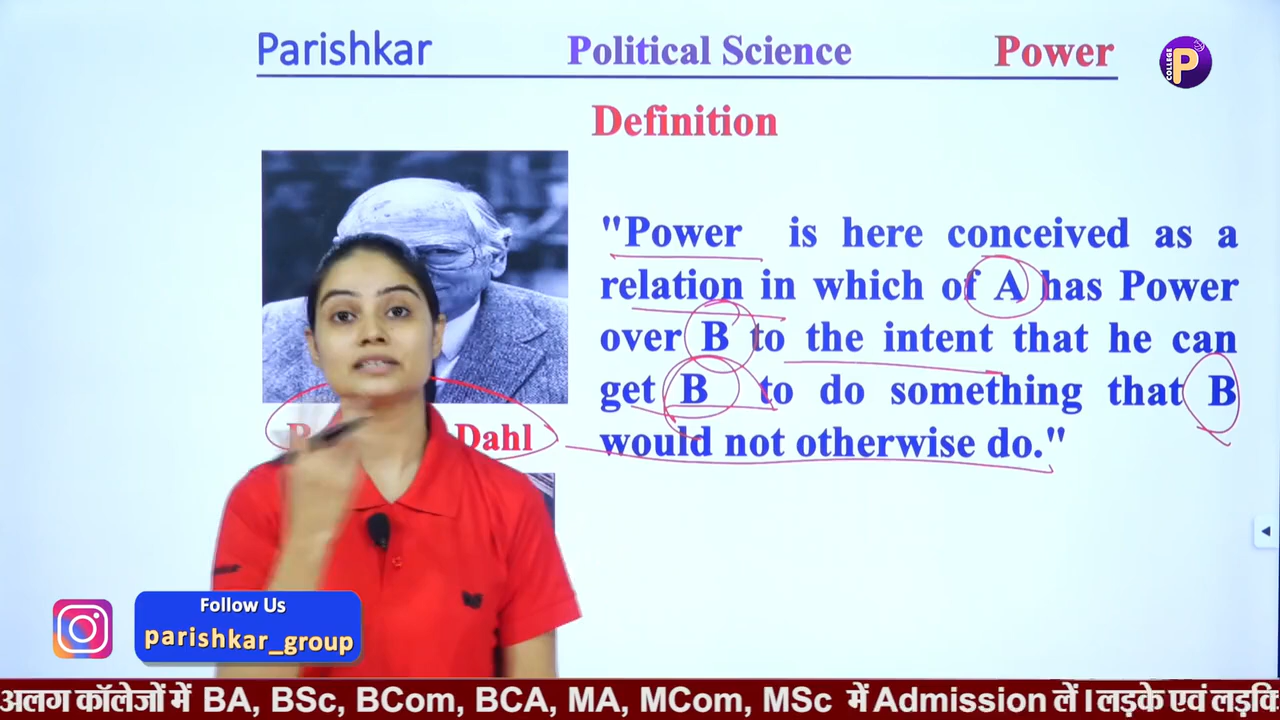 Parishkar Political Science Power
COLLEGE P
Definition
"Power is here conceived as a
relation in which of A has Power
over B to the intent that he can
get B to do something that B
would not otherwise do."
Dahl
Follow Us
parishkar_group
अलग कॉलेजों में BA, BSc, BCom, BCA, MA, MCom, MSc में Admission लें । लड़के एवं